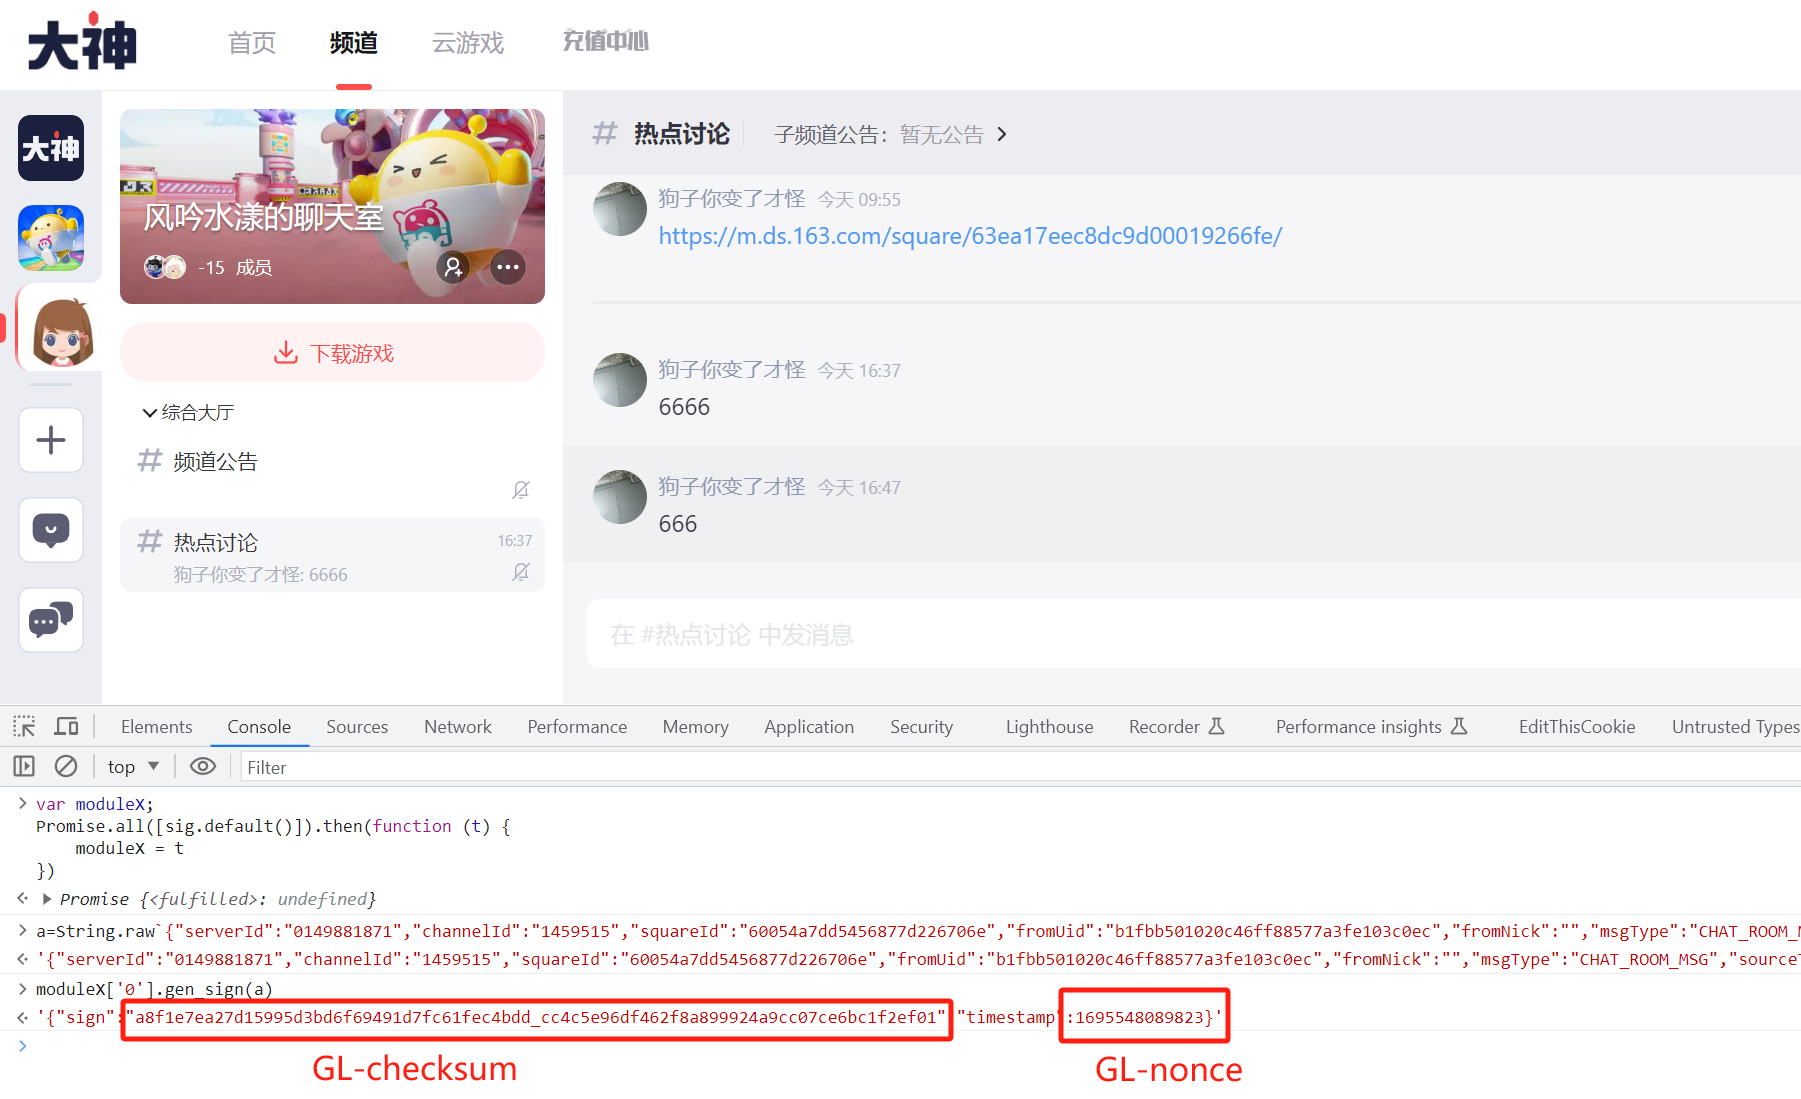 大神
首页
频道
云游戏
充值中心
大神
风吟水漾的聊天室
-15 成员
下载游戏
综合大厅
# 频道公告
# 热点讨论
16:37
狗子你变了才怪: 6666
# 热点讨论
子频道公告: 暂无公告
狗子你变了才怪 今天 09:55
https://m.ds.163.com/square/63ea17eec8dc9d00019266fe/
狗子你变了才怪 今天 16:37
6666
狗子你变了才怪 今天 16:47
666
在 #热点讨论 中发消息
Elements
Console
Sources
Network
Performance
Memory
Application
Security
Lighthouse
Recorder
Performance insights
EditThisCookie
Untrusted Types
top
Filter
var moduleX;
Promise.all([sig.default()]).then(function (t) {
moduleX = t
})
Promise {<fulfilled>: undefined}
a=String.raw`{"serverId":"0149881871","channelId":"1459515","squareId":"60054a7dd5456877d226706e","fromUid":"b1fbb501020c46ff88577a3fe103c0ec","fromNick":"","msgType":"CHAT_ROOM_M
'{"serverId":"0149881871","channelId":"1459515","squareId":"60054a7dd5456877d226706e","fromUid":"b1fbb501020c46ff88577a3fe103c0ec","fromNick":"","msgType":"CHAT_ROOM_MSG","sourceT
moduleX['0'].gen_sign(a)
'{"sign":"a8f1e7ea27d15995d3bd6f69491d7fc61fec4bdd_cc4c5e96df462f8a899924a9cc07ce6bc1f2ef01","timestamp":1695548089823}'
GL-checksum
GL-nonce